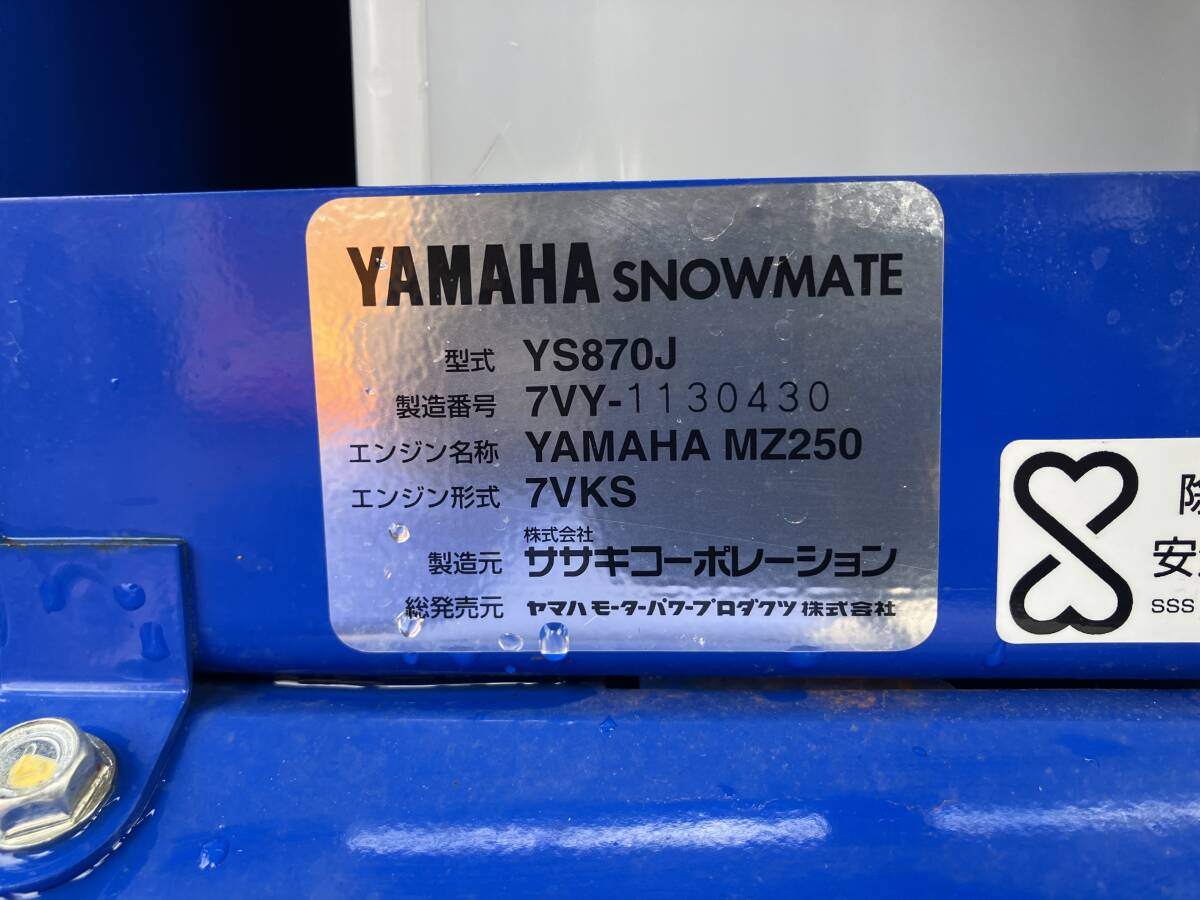 YAMAHA SNOWMATE
型式 YS870J
製造番号 7VY-1130430
エンジン名称 YAMAHA MZ250
エンジン形式 7VKS
株式会社
製造元 ササキコーポレーション
総発売元 ヤマハモーターパワープロダクツ株式会社
除
安
SSS